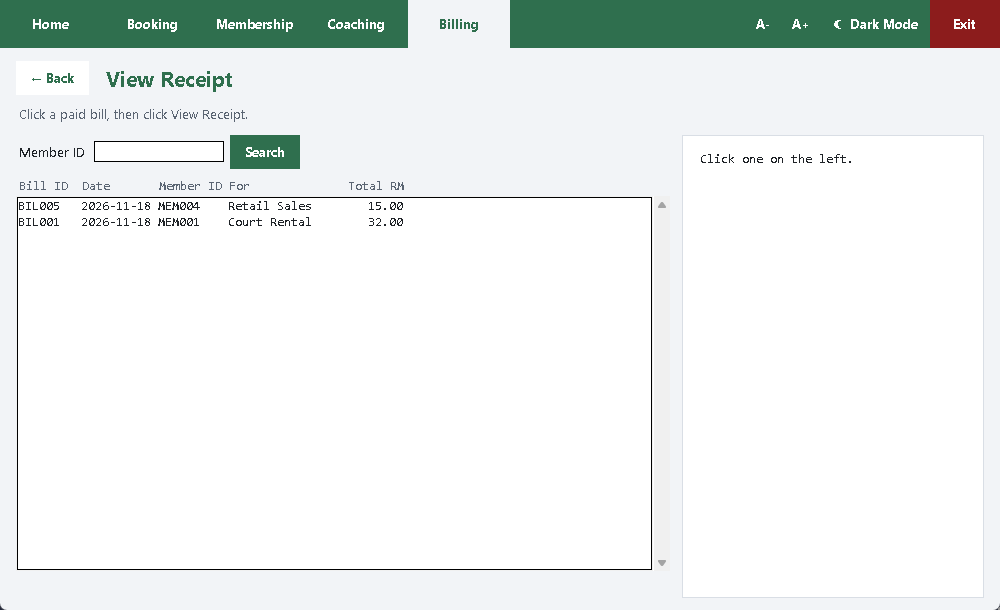 Home Booking Membership Coaching Billing A- A+ ☾ Dark Mode Exit
← Back View Receipt
Click a paid bill, then click View Receipt.
Member ID Search
Bill ID Date Member ID For Total RM
BIL005 2026-11-18 MEM004 Retail Sales 15.00
BIL001 2026-11-18 MEM001 Court Rental 32.00
Click one on the left.